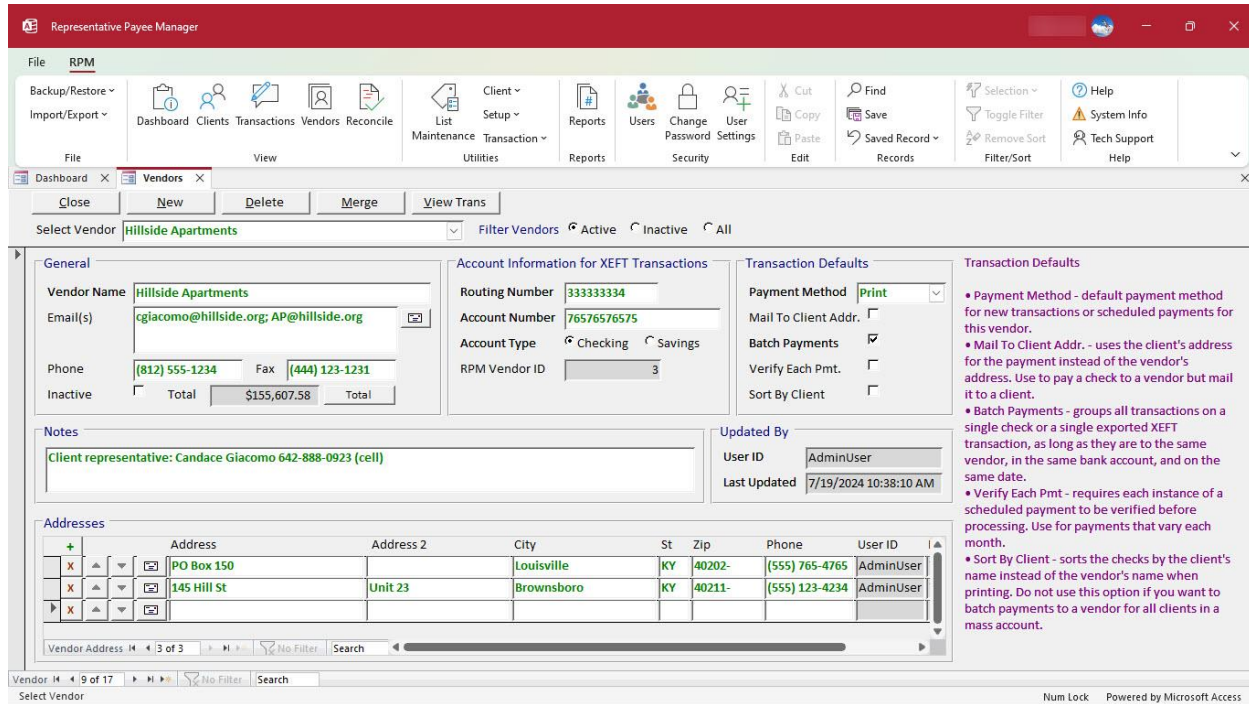 Representative Payee Manager
File RPM
Backup/Restore
Import/Export
File
Dashboard Clients Transactions Vendors Reconcile
View
List Maintenance
Client
Setup
Transaction
Utilities
Reports
Reports
Users
Change Password
User Settings
Security
Cut
Copy
Paste
Edit
Find
Save
Saved Record
Records
Selection
Toggle Filter
Remove Sort
Filter/Sort
Help
System Info
Tech Support
Help
Dashboard X Vendors X
Close New Delete Merge View Trans
Select Vendor Hillside Apartments Filter Vendors Active Inactive All
General
Vendor Name Hillside Apartments
Email(s) cgiacomo@hillside.org; AP@hillside.org
Phone (812) 555-1234 Fax (444) 123-1231
Inactive Total $155,607.58 Total
Account Information for XEFT Transactions
Routing Number 333333334
Account Number 76576576575
Account Type Checking Savings
RPM Vendor ID 3
Transaction Defaults
Payment Method Print
Mail To Client Addr.
Batch Payments
Verify Each Pmt.
Sort By Client
Notes
Client representative: Candace Giacomo 642-888-0923 (cell)
Updated By
User ID AdminUser
Last Updated 7/19/2024 10:38:10 AM
Addresses
+ Address Address 2 City St Zip Phone User ID
X PO Box 150 Louisville KY 40202- (555) 765-4765 AdminUser
X 145 Hill St Unit 23 Brownsboro KY 40211- (555) 123-4234 AdminUser
X
Vendor Address 3 of 3 No Filter Search
Transaction Defaults
• Payment Method - default payment method
for new transactions or scheduled payments for
this vendor.
• Mail To Client Addr. - uses the client's address
for the payment instead of the vendor's
address. Use to pay a check to a vendor but mail
it to a client.
• Batch Payments - groups all transactions on a
single check or a single exported XEFT
transaction, as long as they are to the same
vendor, in the same bank account, and on the
same date.
• Verify Each Pmt - requires each instance of a
scheduled payment to be verified before
processing. Use for payments that vary each
month.
• Sort By Client - sorts the checks by the client's
name instead of the vendor's name when
printing. Do not use this option if you want to
batch payments to a vendor for all clients in a
mass account.
Vendor 9 of 17 No Filter Search
Select Vendor Num Lock Powered by Microsoft Access